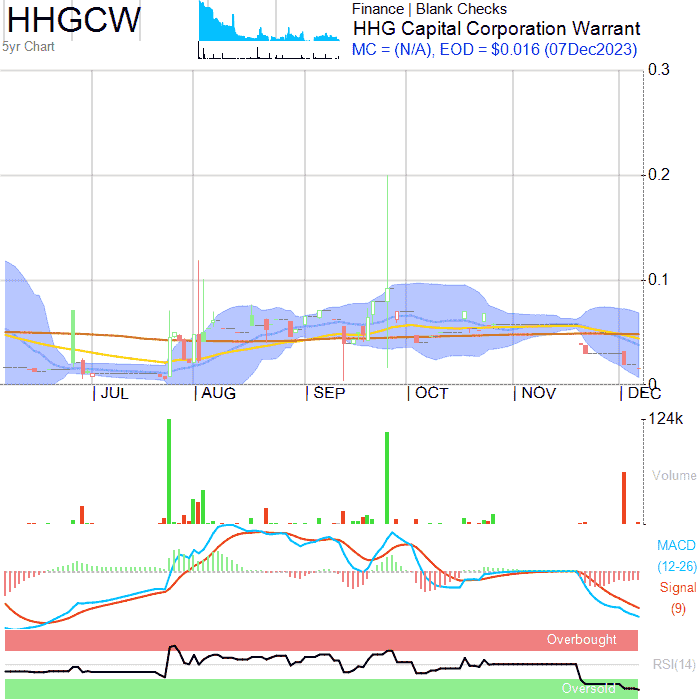 HHGCW
5yr Chart
Finance | Blank Checks
HHG Capital Corporation Warrant
MC = (N/A), EOD = $0.016 (07Dec2023)
0.3
0.2
0.1
0
JUL
AUG
SEP
OCT
NOV
DEC
124k
Volume
MACD
(12-26)
Signal
(9)
Overbought
RSI(14)
Oversold